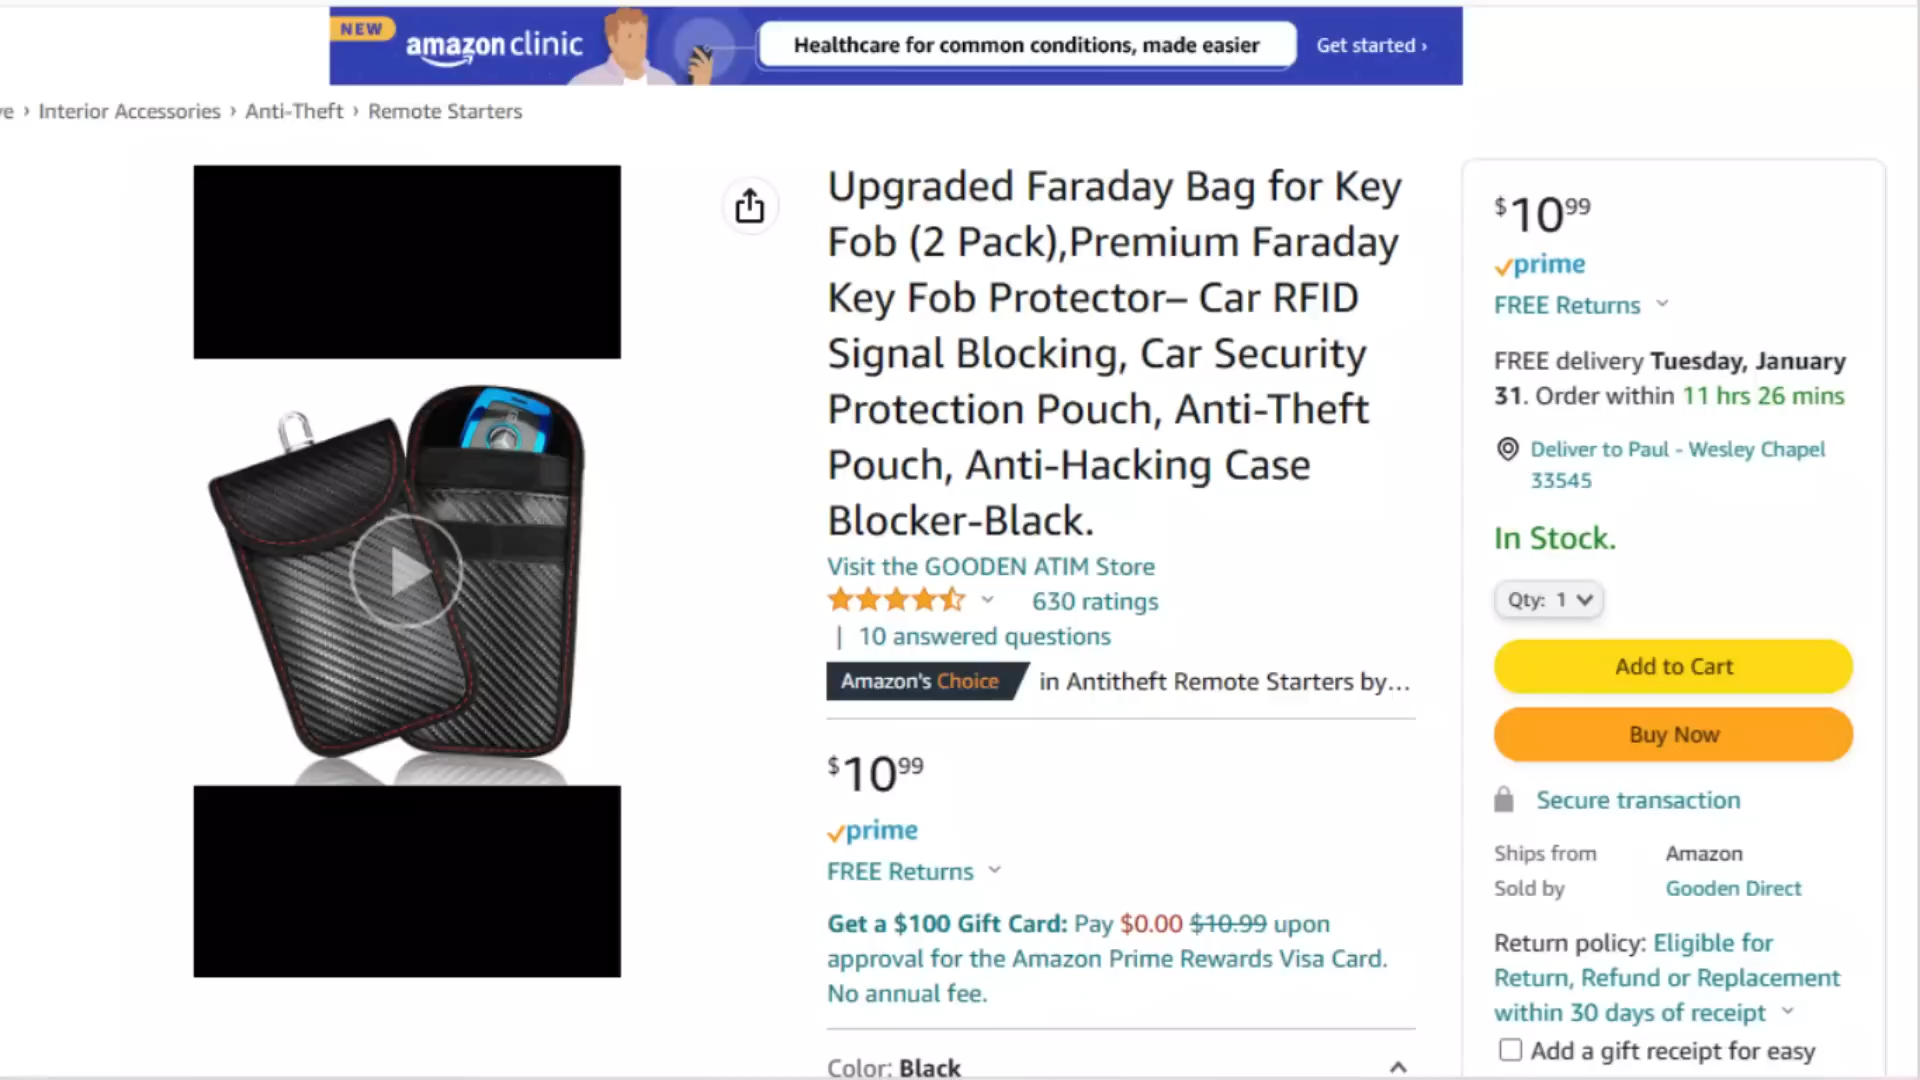 NEW
amazon clinic
Healthcare for common conditions, made easier
Get started ›
› Interior Accessories › Anti-Theft › Remote Starters
Upgraded Faraday Bag for Key
Fob (2 Pack),Premium Faraday
Key Fob Protector– Car RFID
Signal Blocking, Car Security
Protection Pouch, Anti-Theft
Pouch, Anti-Hacking Case
Blocker-Black.
Visit the GOODEN ATIM Store
630 ratings
| 10 answered questions
Amazon's Choice in Antitheft Remote Starters by...
$10.99
prime
FREE Returns
Get a $100 Gift Card: Pay $0.00 $10.99 upon
approval for the Amazon Prime Rewards Visa Card.
No annual fee.
Color: Black
$10.99
prime
FREE Returns
FREE delivery Tuesday, January
31. Order within 11 hrs 26 mins
Deliver to Paul - Wesley Chapel
33545
In Stock.
Qty: 1
Add to Cart
Buy Now
Secure transaction
Ships from Amazon
Sold by Gooden Direct
Return policy: Eligible for
Return, Refund or Replacement
within 30 days of receipt
Add a gift receipt for easy